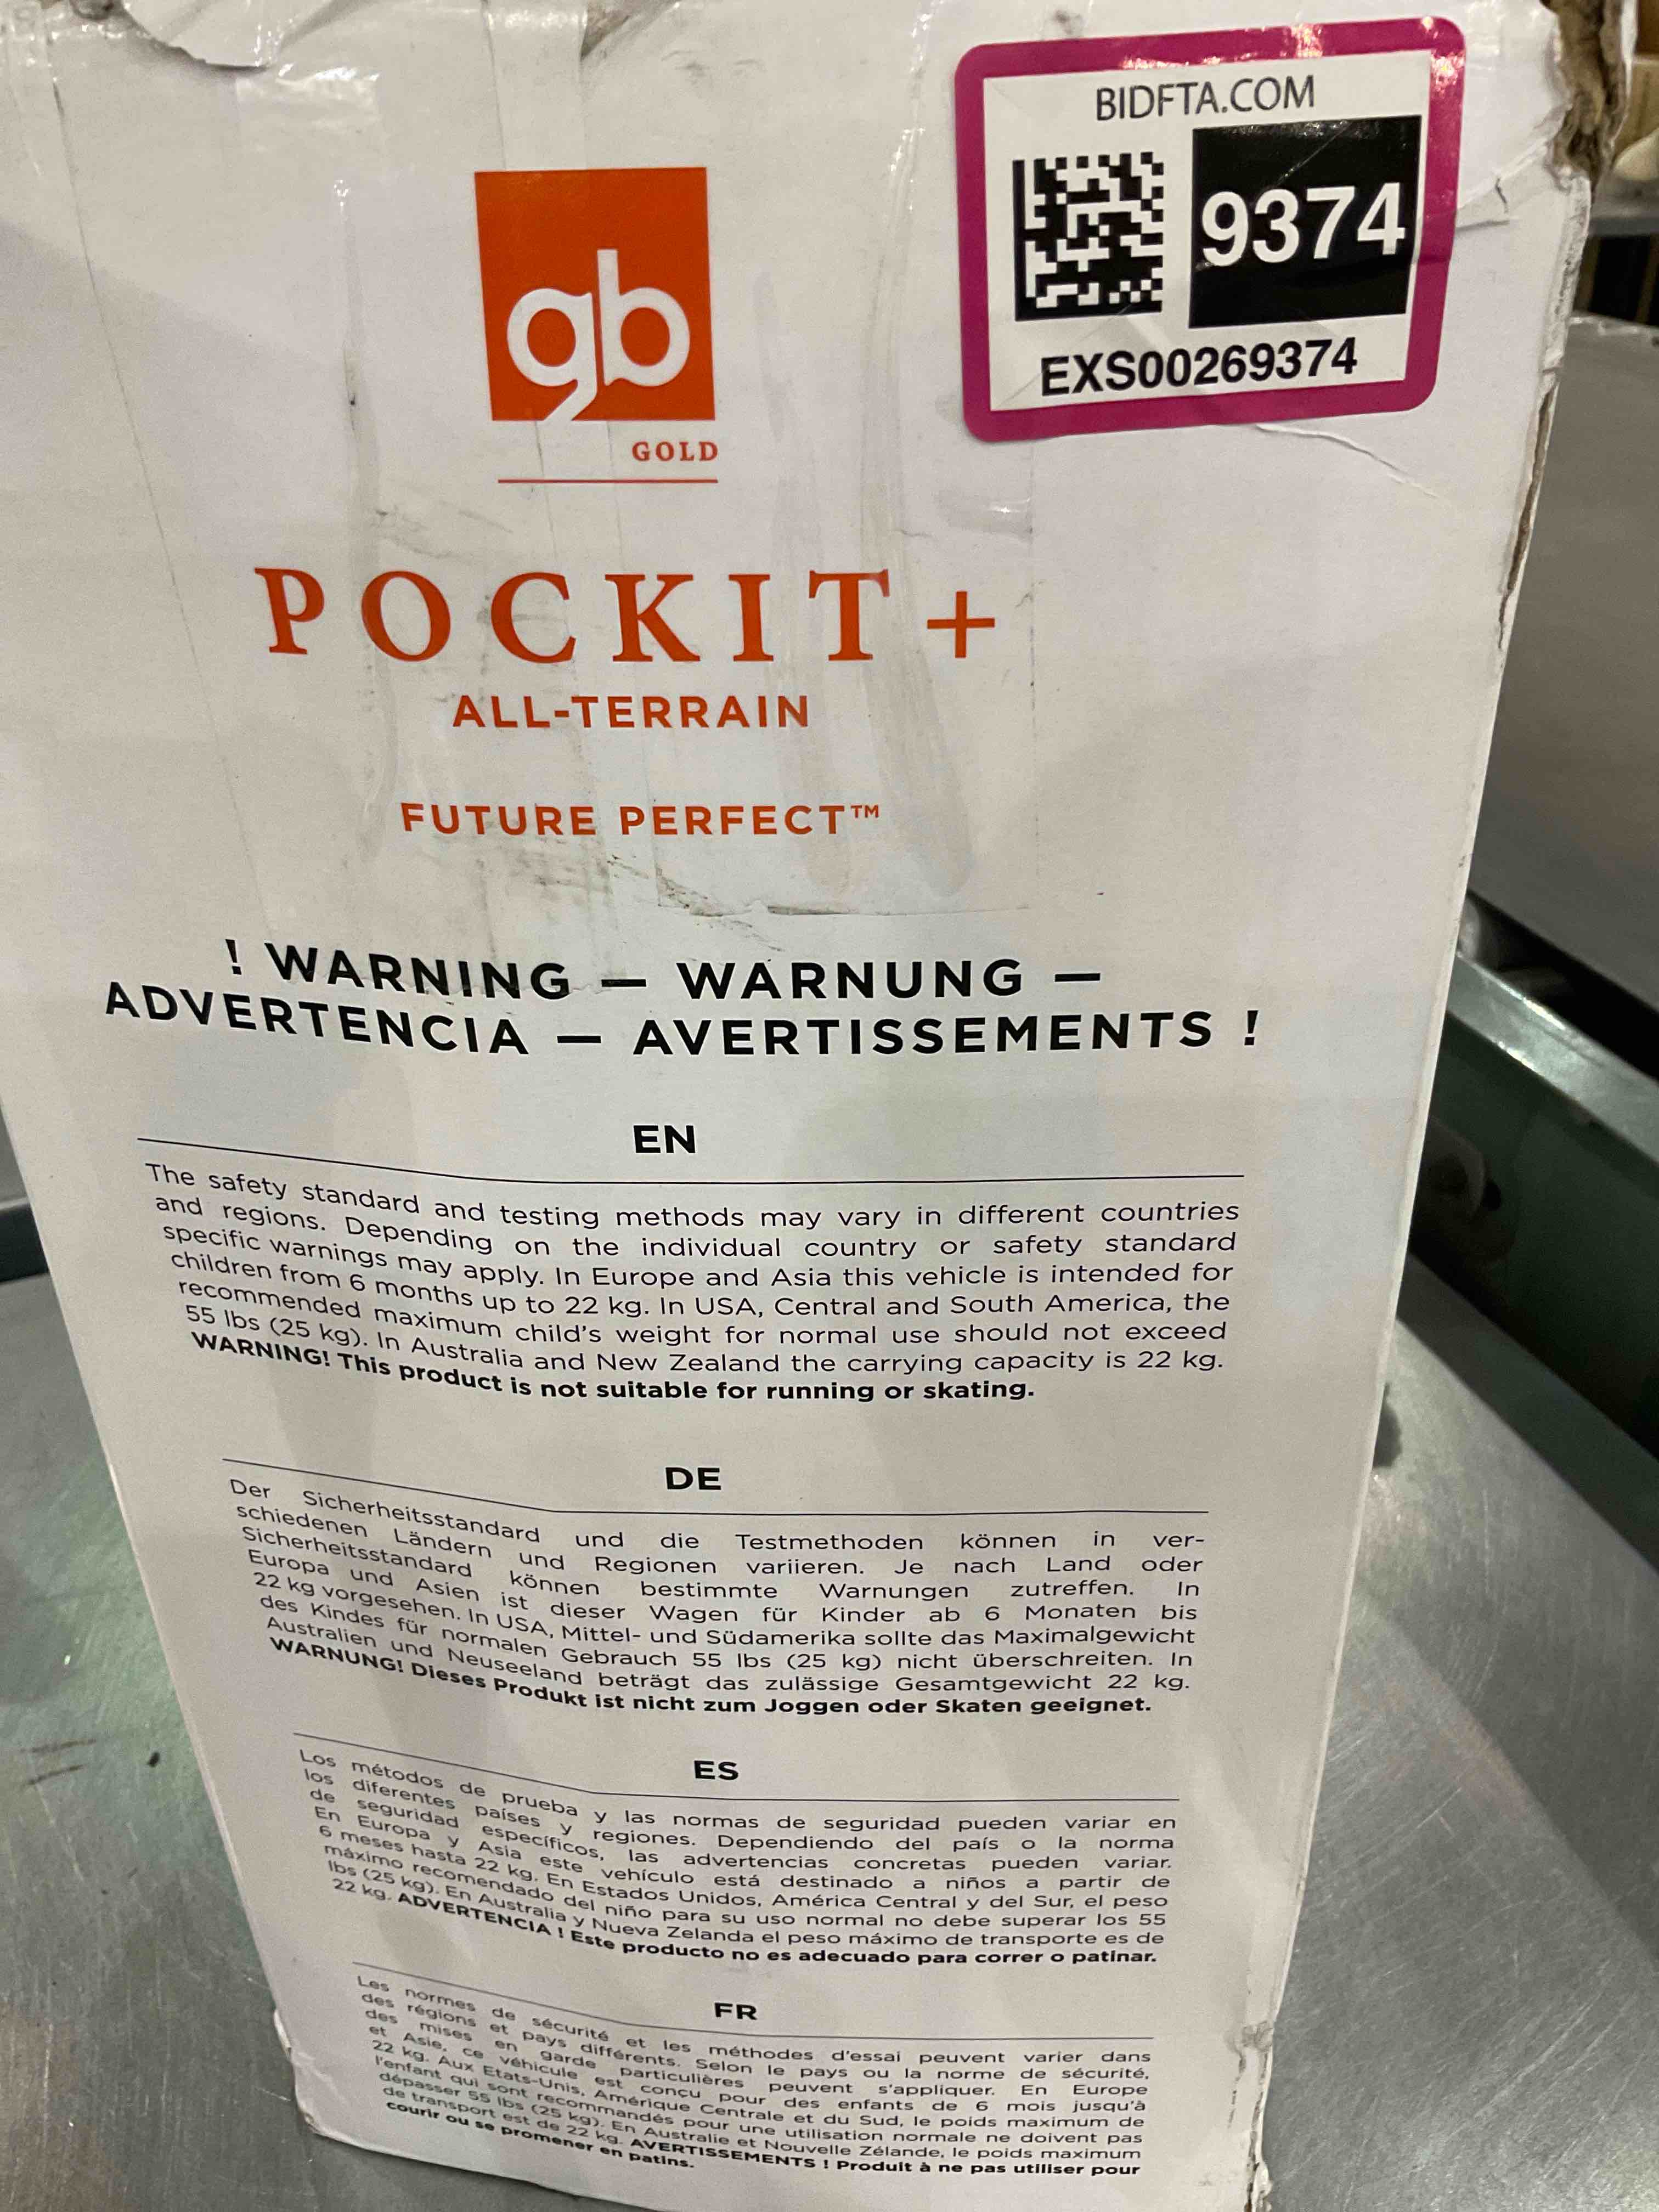 BIDFTA.COM
9374
EXS00269374
gb
GOLD
POCKIT+
ALL-TERRAIN
FUTURE PERFECT™
! WARNING — WARNUNG —
ADVERTENCIA — AVERTISSEMENTS !
EN
The safety standard and testing methods may vary in different countries
and regions. Depending on the individual country or safety standard
specific warnings may apply. In Europe and Asia this vehicle is intended for
children from 6 months up to 22 kg. In USA, Central and South America, the
recommended maximum child's weight for normal use should not exceed
55 lbs (25 kg). In Australia and New Zealand the carrying capacity is 22 kg.
WARNING! This product is not suitable for running or skating.
DE
Der Sicherheitsstandard und die Testmethoden können in ver-
schiedenen Ländern und Regionen variieren. Je nach Land oder
Sicherheitsstandard können bestimmte Warnungen zutreffen. In
Europa und Asien ist dieser Wagen für Kinder ab 6 Monaten bis
22 kg vorgesehen. In USA, Mittel- und Südamerika sollte das Maximalgewicht
des Kindes für normalen Gebrauch 55 lbs (25 kg) nicht überschreiten. In
Australien und Neuseeland beträgt das zulässige Gesamtgewicht 22 kg.
WARNUNG! Dieses Produkt ist nicht zum Joggen oder Skaten geeignet.
ES
Los métodos de prueba y las normas de seguridad pueden variar en
los diferentes países y regiones. Dependiendo del país o la norma
de seguridad específicos, las advertencias concretas pueden variar.
En Europa y Asia este vehículo está destinado a niños a partir de
6 meses hasta 22 kg. En Estados Unidos, América Central y del Sur, el peso
máximo recomendado del niño para su uso normal no debe superar los 55
lbs (25 kg). En Australia y Nueva Zelanda el peso máximo de transporte es de
22 kg. ADVERTENCIA ! Este producto no es adecuado para correr o patinar.
FR
Les normes de sécurité et les méthodes d'essai peuvent varier dans
des régions et pays différents. Selon le pays ou la norme de sécurité,
des mises en garde particulières peuvent s'appliquer. En Europe
et Asie, ce véhicule est conçu pour des enfants de 6 mois jusqu'à
22 kg. Aux Etats-Unis, Amérique Centrale et du Sud, le poids maximum de
l'enfant qui sont recommandés pour une utilisation normale ne doivent pas
dépasser 55 lbs (25 kg). En Australie et Nouvelle Zélande, le poids maximum
de transport est de 22 kg. AVERTISSEMENTS ! Produit à ne pas utiliser pour
courir ou se promener en patins.